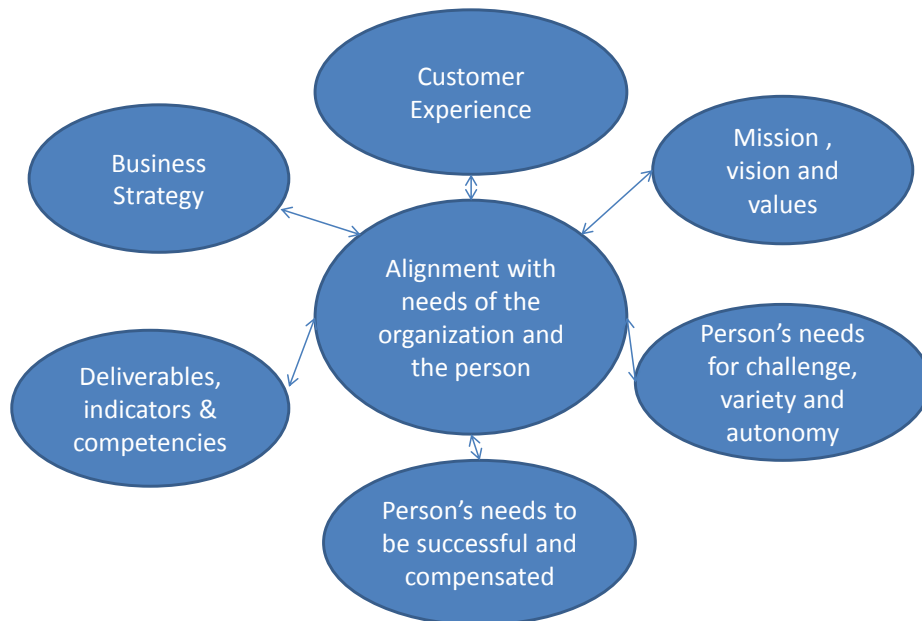 Customer
Experience
Business
Strategy
Mission ,
vision and
values
Alignment with
needs of the
organization and
the person
Deliverables,
indicators &
competencies
Person’s needs
for challenge,
variety and
autonomy
Person’s needs to
be successful and
compensated